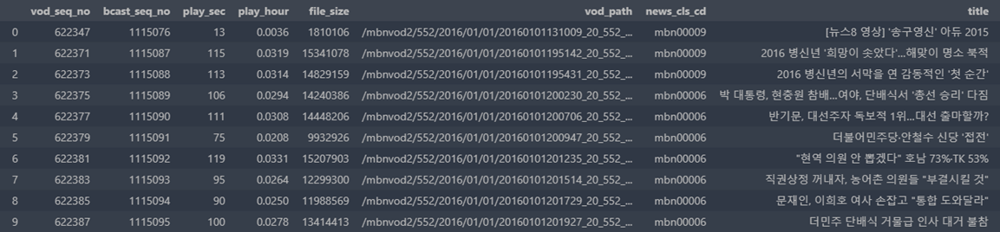 vod_seq_no bcast_seq_no play_sec play_hour file_size vod_path news_cls_cd title
0 622347 1115076 13 0.0036 1810106 /mbnvod2/552/2016/01/01/20160101131009_20_552_... mbn00009 [뉴스8 영상] '송구영신' 아듀 2015
1 622371 1115087 115 0.0319 15341078 /mbnvod2/552/2016/01/01/20160101195142_20_552_... mbn00009 2016 병신년 '희망이 솟았다'...해맞이 명소 북적
2 622373 1115088 113 0.0314 14829159 /mbnvod2/552/2016/01/01/20160101195431_20_552_... mbn00009 2016 병신년의 서막을 연 감동적인 '첫 순간'
3 622375 1115089 106 0.0294 14240386 /mbnvod2/552/2016/01/01/20160101200230_20_552_... mbn00006 박 대통령, 현충원 참배...여야, 단배식서 '총선 승리' 다짐
4 622377 1115090 111 0.0308 14448206 /mbnvod2/552/2016/01/01/20160101200706_20_552_... mbn00006 반기문, 대선주자 독보적 1위...대선 출마할까?
5 622379 1115091 75 0.0208 9932926 /mbnvod2/552/2016/01/01/20160101200947_20_552_... mbn00006 더불어민주당·안철수 신당 '접전'
6 622381 1115092 119 0.0331 15207903 /mbnvod2/552/2016/01/01/20160101201235_20_552_... mbn00006 "현역 의원 안 뽑겠다" 호남 73%·TK 53%
7 622383 1115093 95 0.0264 12299300 /mbnvod2/552/2016/01/01/20160101201514_20_552_... mbn00006 직권상정 꺼내자, 농어촌 의원들 "부결시킬 것"
8 622385 1115094 90 0.0250 11988569 /mbnvod2/552/2016/01/01/20160101201729_20_552_... mbn00006 문재인, 이희호 여사 손잡고 "통합 도와달라"
9 622387 1115095 100 0.0278 13414413 /mbnvod2/552/2016/01/01/20160101201927_20_552_... mbn00006 더민주 단배식 거물급 인사 대거 불참